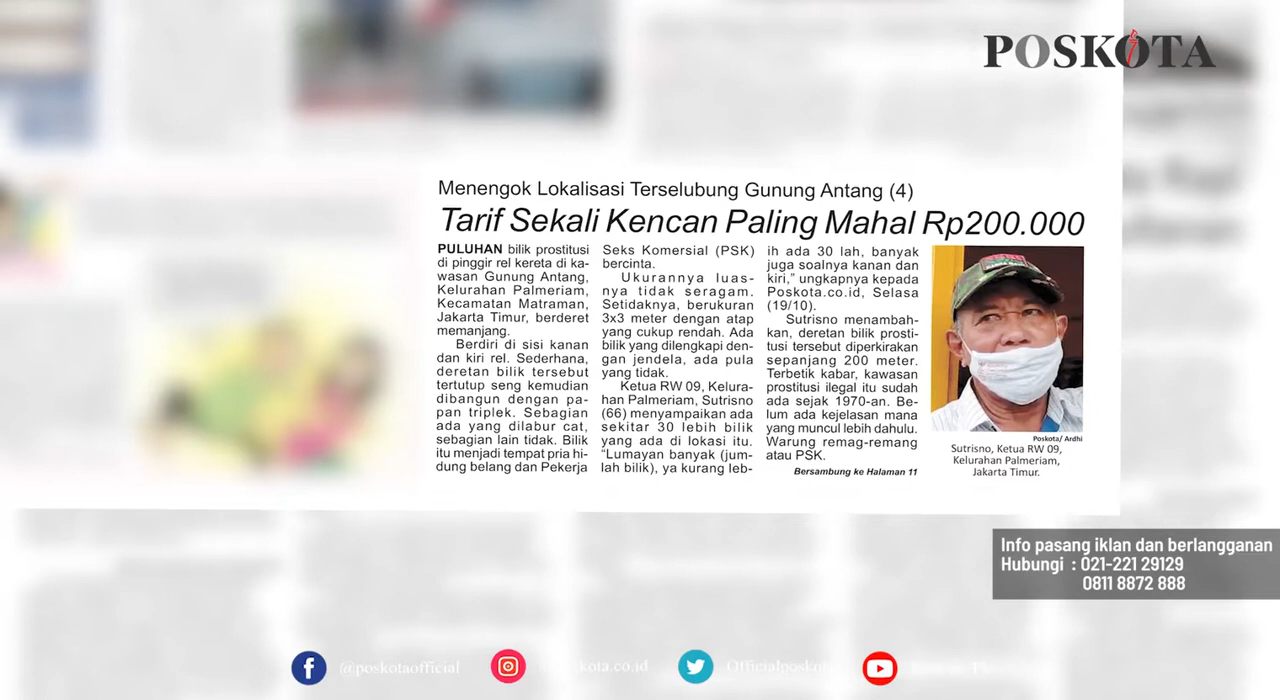 POSKOTA
Menengok Lokalisasi Terselubung Gunung Antang (4)
Tarif Sekali Kencan Paling Mahal Rp200.000
PULUHAN bilik prostitusi
di pinggir rel kereta di ka-
wasan Gunung Antang,
Kelurahan Palmeriam,
Kecamatan Matraman,
Jakarta Timur, berderet
memanjang.
Berdiri di sisi kanan
dan kiri rel. Sederhana,
deretan bilik tersebut
tertutup seng kemudian
dibangun dengan pa-
pan triplek. Sebagian
ada yang dilabur cat,
sebagian lain tidak. Bilik
itu menjadi tempat pria hi-
dung belang dan Pekerja
Seks Komersial (PSK)
bercinta.
Ukurannya luas-
nya tidak seragam.
Setidaknya, berukuran
3x3 meter dengan atap
yang cukup rendah. Ada
bilik yang dilengkapi den-
gan jendela, ada pula
yang tidak.
Ketua RW 09, Kelura-
han Palmeriam, Sutrisno
(66) menyampaikan ada
sekitar 30 lebih bilik
yang ada di lokasi itu.
"Lumayan banyak (jum-
lah bilik), ya kurang leb-
ih ada 30 lah, banyak
juga soalnya kanan dan
kiri," ungkapnya kepada
Poskota.co.id, Selasa
(19/10).
Sutrisno menambah-
kan, deretan bilik prosti-
tusi tersebut diperkirakan
sepanjang 200 meter.
Terbetik kabar, kawasan
prostitusi ilegal itu sudah
ada sejak 1970-an. Be-
lum ada kejelasan mana
yang muncul lebih dahulu.
Warung remag-remang
atau PSK.
Bersambung ke Halaman 11
Poskota/ Ardhi
Sutrisno, Ketua RW 09,
Kelurahan Palmeriam,
Jakarta Timur.
Info pasang iklan dan berlangganan
Hubungi : 021-221 29129
0811 8872 888
@poskotaofficial
kota.co.id
Officialposkot